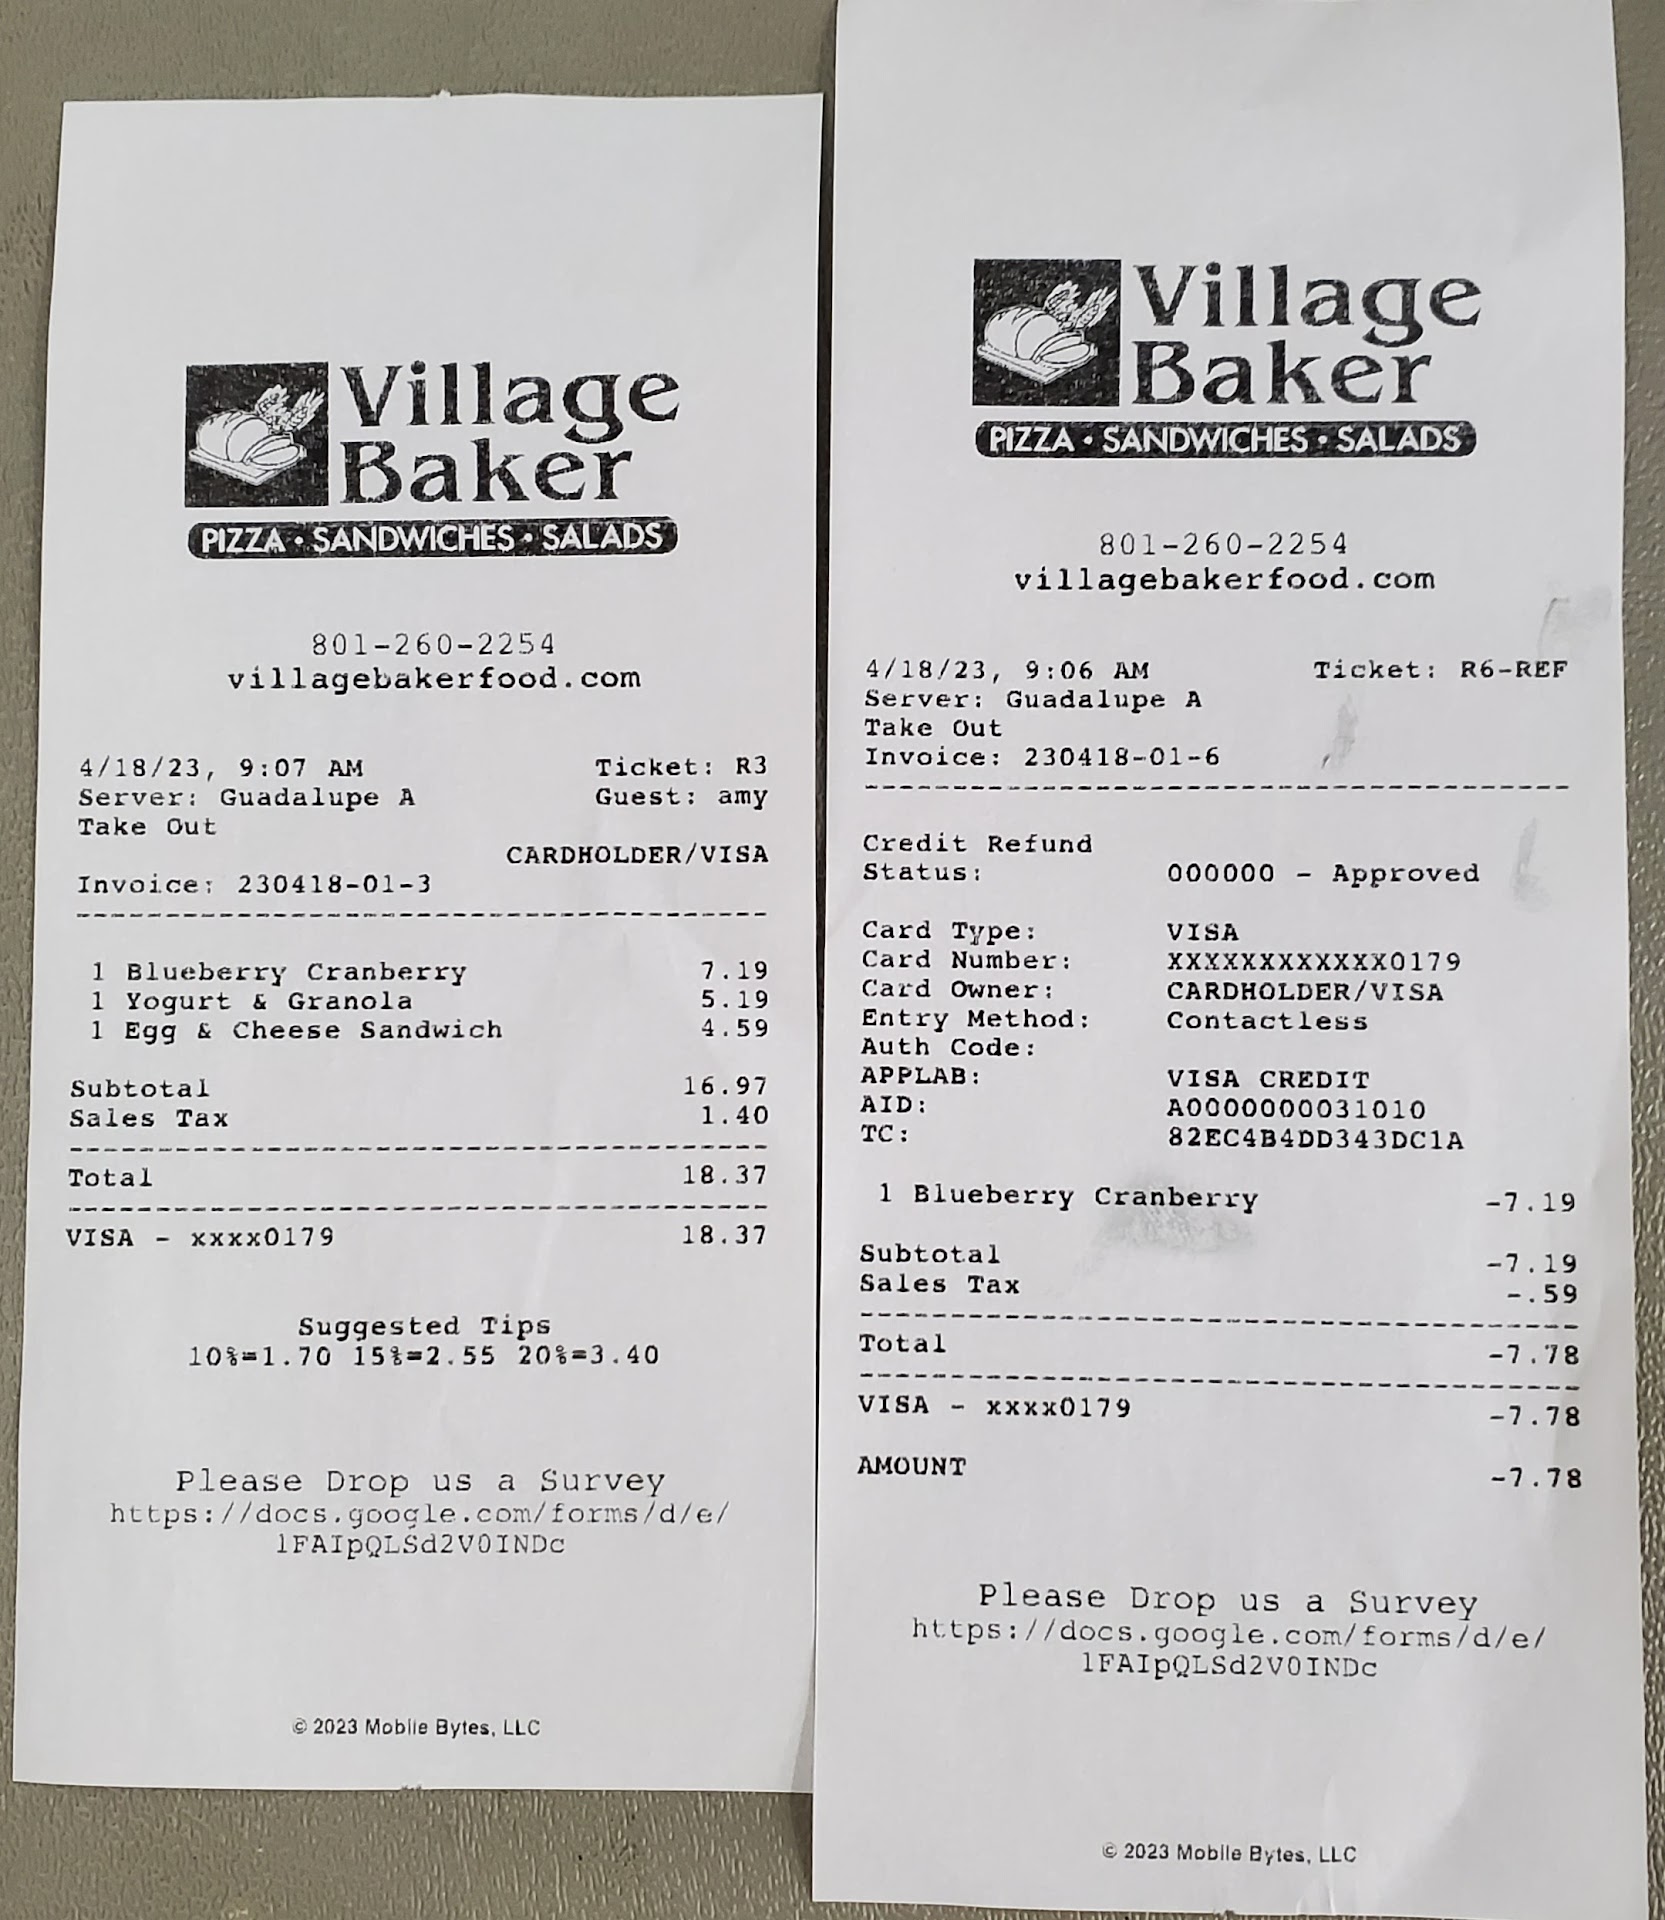 Village
Baker
PIZZA • SANDWICHES • SALADS
801-260-2254
villagebakerfood.com
4/18/23, 9:07 AM Ticket: R3
Server: Guadalupe A Guest: amy
Take Out
CARDHOLDER/VISA
Invoice: 230418-01-3
1 Blueberry Cranberry 7.19
1 Yogurt & Granola 5.19
1 Egg & Cheese Sandwich 4.59
Subtotal 16.97
Sales Tax 1.40
Total 18.37
VISA - xxxx0179 18.37
Suggested Tips
10%=1.70 15%=2.55 20%=3.40
Please Drop us a Survey
https://docs.google.com/forms/d/e/
1FAIpQLSd2V0INDc
© 2023 Mobile Bytes, LLC
Village
Baker
PIZZA • SANDWICHES • SALADS
801-260-2254
villagebakerfood.com
4/18/23, 9:06 AM Ticket: R6-REF
Server: Guadalupe A
Take Out
Invoice: 230418-01-6
Credit Refund
Status: 000000 - Approved
Card Type: VISA
Card Number: XXXXXXXXXXXX0179
Card Owner: CARDHOLDER/VISA
Entry Method: Contactless
Auth Code:
APPLAB: VISA CREDIT
AID: A0000000031010
TC: 82EC4B4DD343DC1A
1 Blueberry Cranberry -7.19
Subtotal -7.19
Sales Tax -.59
Total -7.78
VISA - xxxx0179 -7.78
AMOUNT -7.78
Please Drop us a Survey
https://docs.google.com/forms/d/e/
1FAIpQLSd2V0INDc
© 2023 Mobile Bytes, LLC